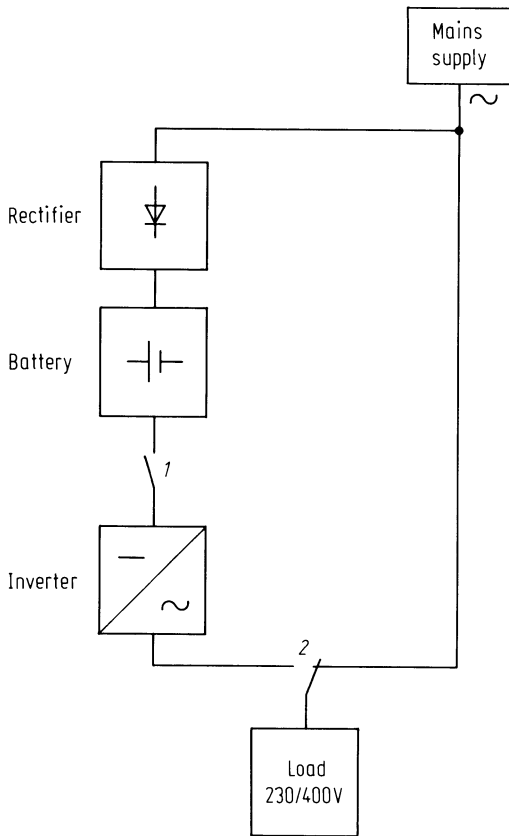 Mains
supply
Rectifier
Battery
1
Inverter
2
Load
230/400V